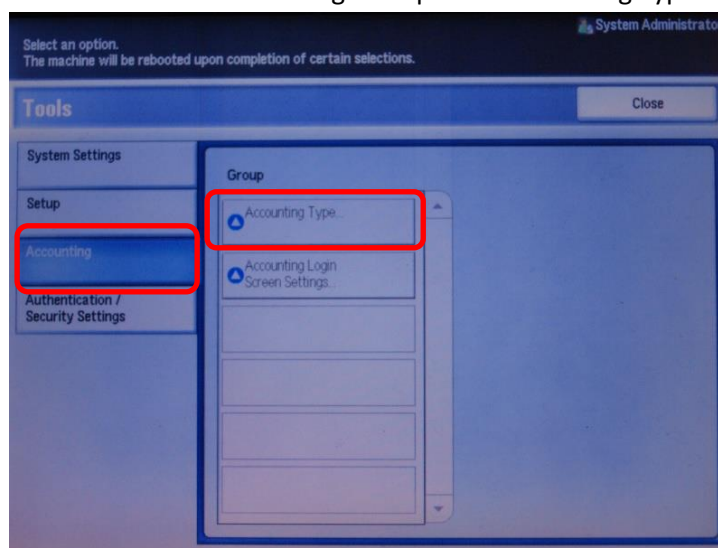 System Administrato
Select an option.
The machine will be rebooted upon completion of certain selections.
Tools
Close
System Settings
Setup
Accounting
Authentication /
Security Settings
Group
Accounting Type...
Accounting Login
Screen Settings...